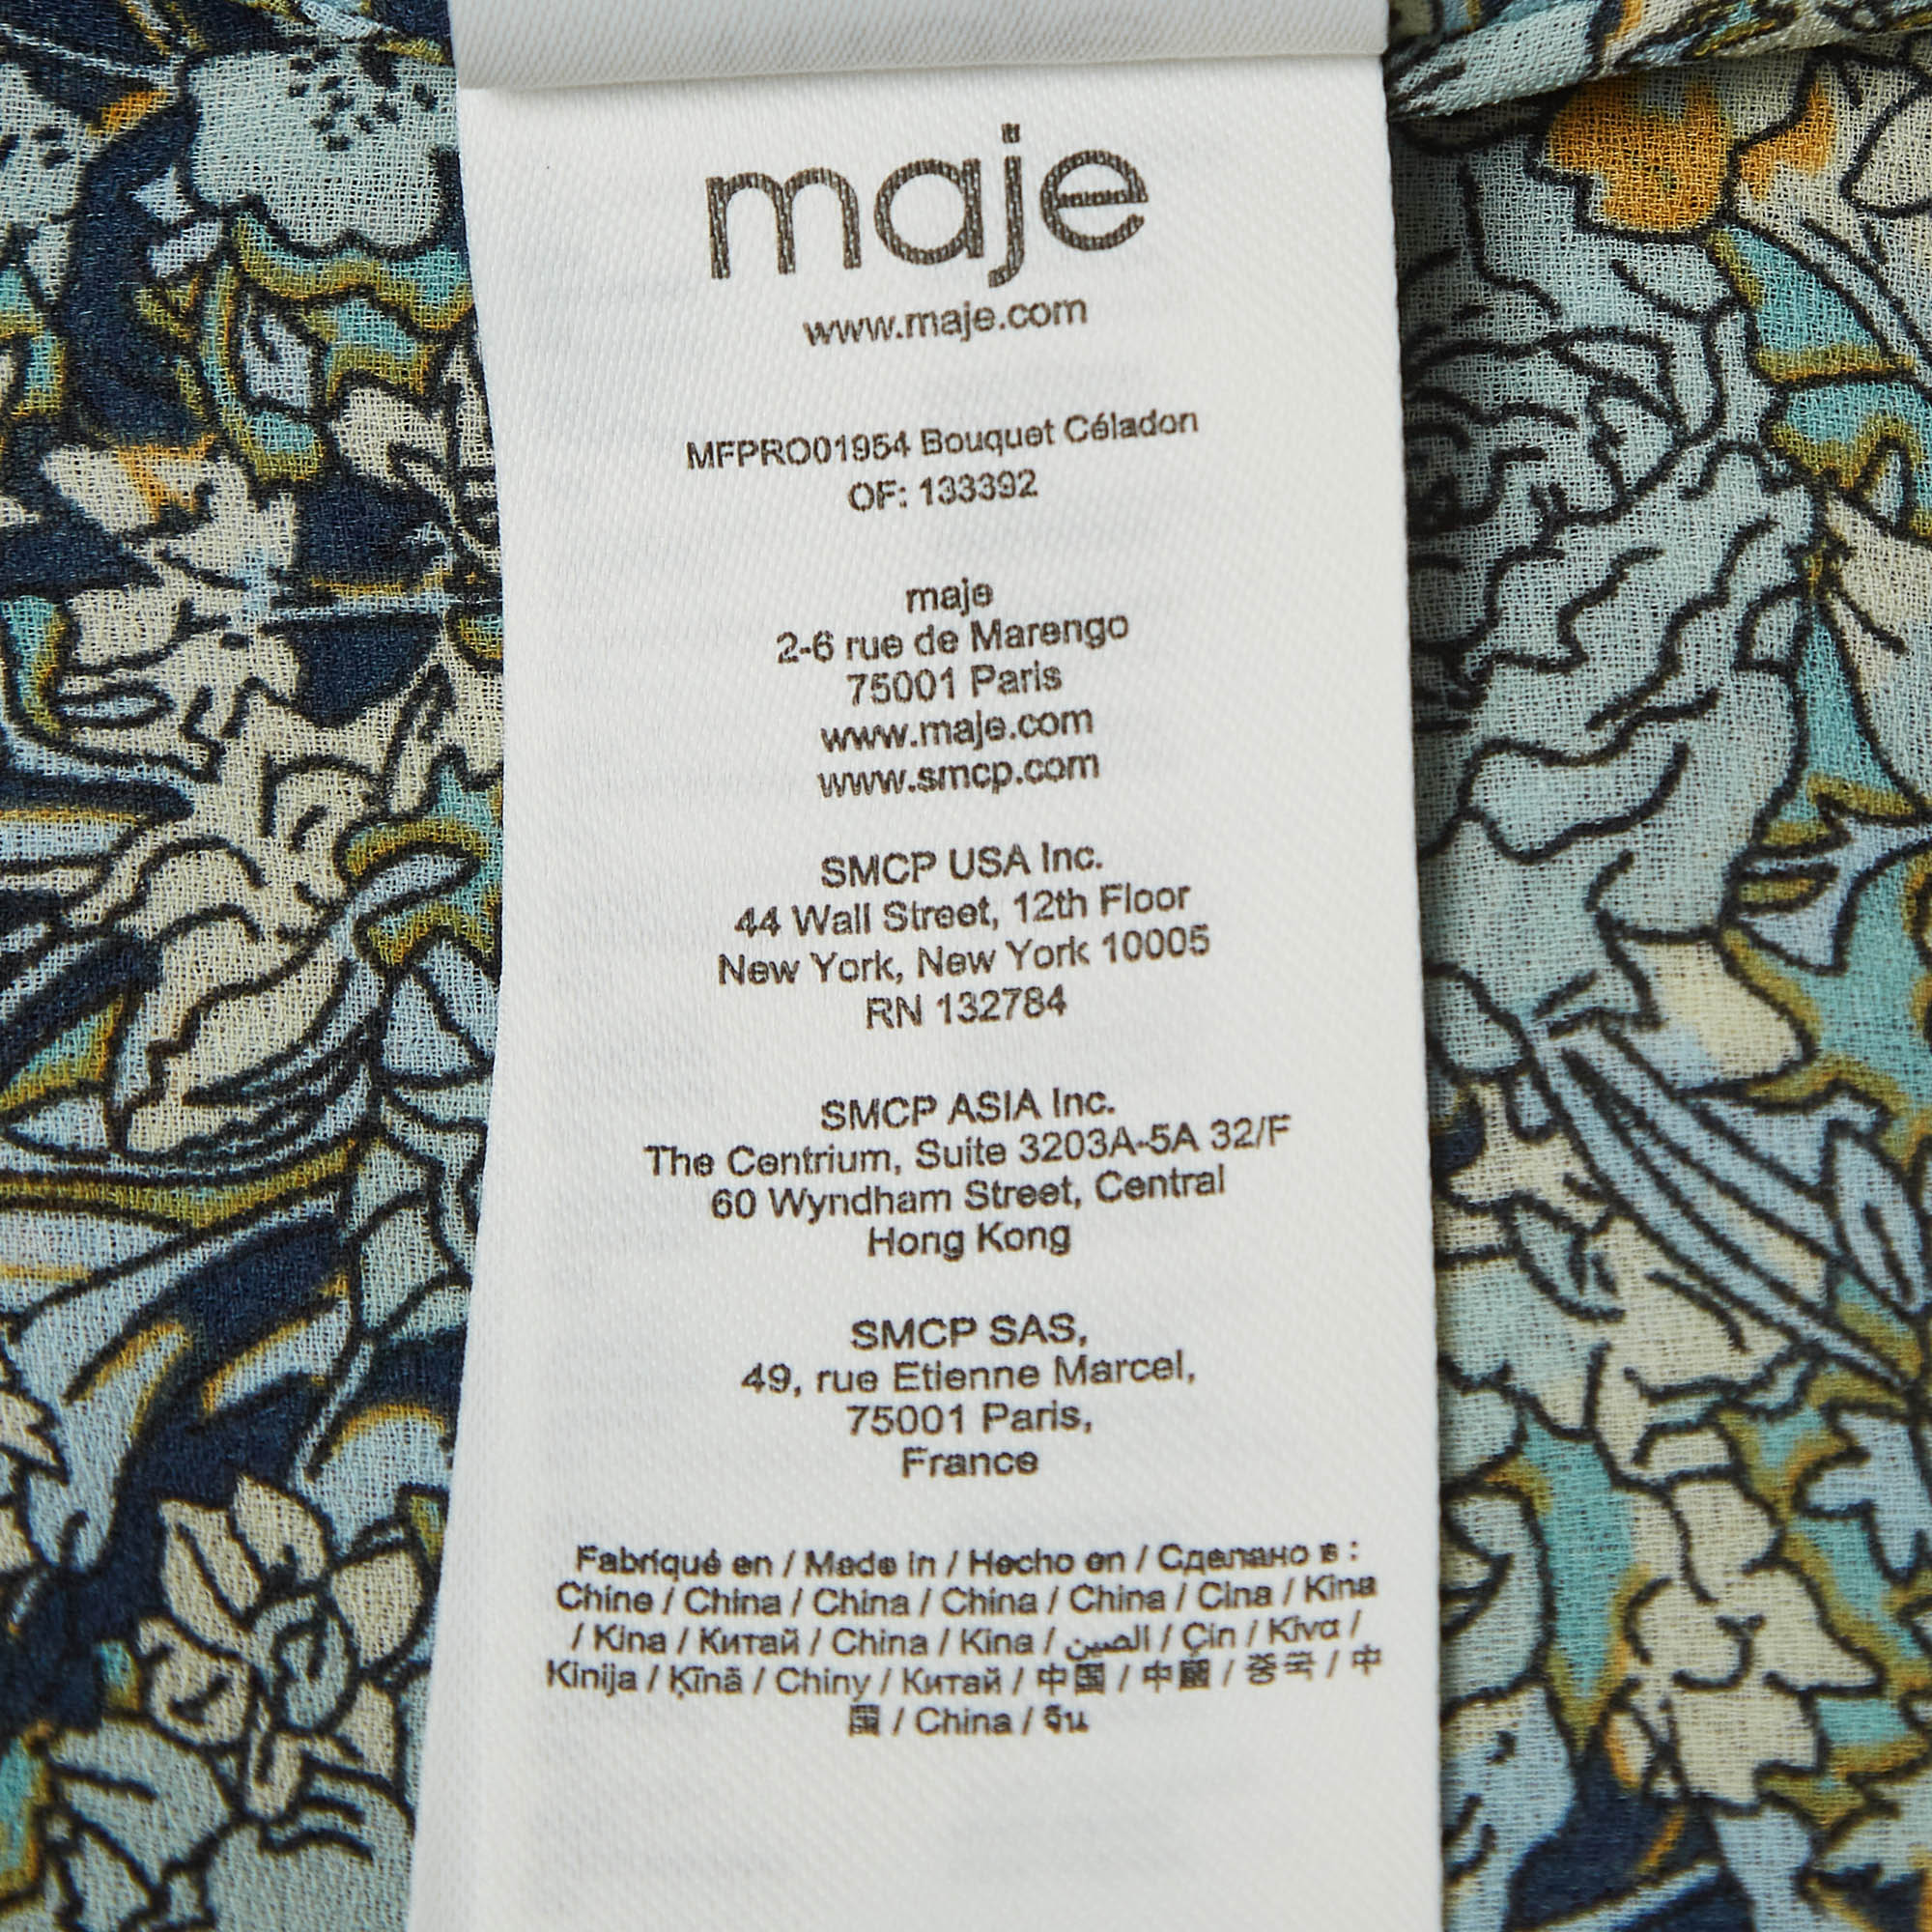 maje
www.maje.com
MFPRO01954 Bouquet Céladon
OF: 133392
maje
2-6 rue de Marengo
75001 Paris
www.maje.com
www.smcp.com
SMCP USA Inc.
44 Wall Street, 12th Floor
New York, New York 10005
RN 132784
SMCP ASIA Inc.
The Centrium, Suite 3203A-5A 32/F
60 Wyndham Street, Central
Hong Kong
SMCP SAS,
49, rue Etienne Marcel,
75001 Paris,
France
Fabriqué en / Made in / Hecho en / Сделано в :
Chine / China / China / China / China / Cina / Kina
/ Kina / Китай / China / Kina / الصين / Çin / Κίνα /
Kinija / Ķīnā / Chiny / Китай / 中国 / 中國 / 중국 / 中
国 / China / จีน